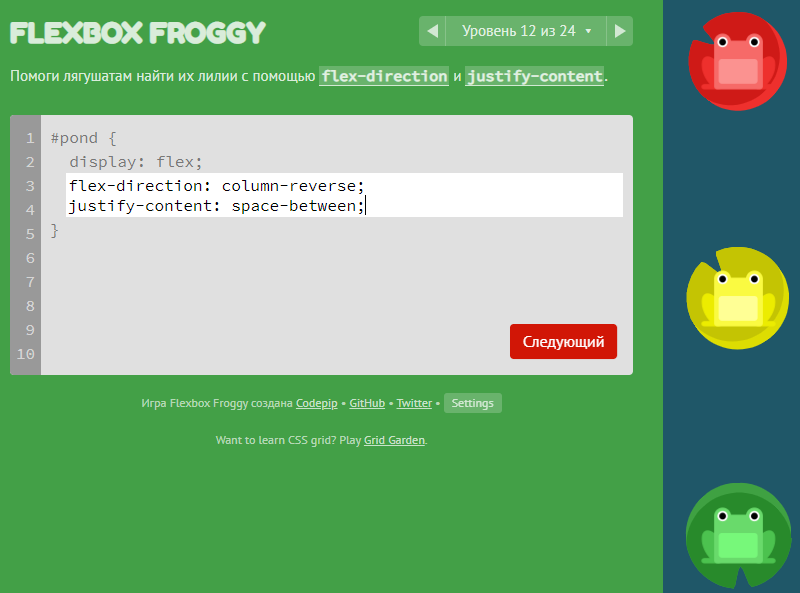 FLEXBOX FROGGY
Уровень 12 из 24
Помоги лягушатам найти их лилии с помощью flex-direction и justify-content.
1 #pond {
2 display: flex;
3 flex-direction: column-reverse;
4 justify-content: space-between;
5 }
6
7
8
9
10
Следующий
Игра Flexbox Froggy создана Codepip • GitHub • Twitter • Settings
Want to learn CSS grid? Play Grid Garden.